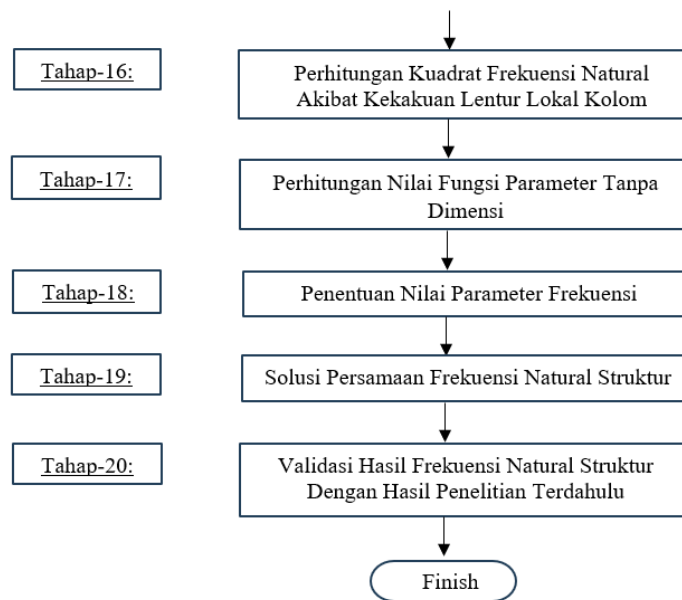 Tahap-16:
Perhitungan Kuadrat Frekuensi Natural
Akibat Kekakuan Lentur Lokal Kolom
Tahap-17:
Perhitungan Nilai Fungsi Parameter Tanpa
Dimensi
Tahap-18:
Penentuan Nilai Parameter Frekuensi
Tahap-19:
Solusi Persamaan Frekuensi Natural Struktur
Tahap-20:
Validasi Hasil Frekuensi Natural Struktur
Dengan Hasil Penelitian Terdahulu
Finish